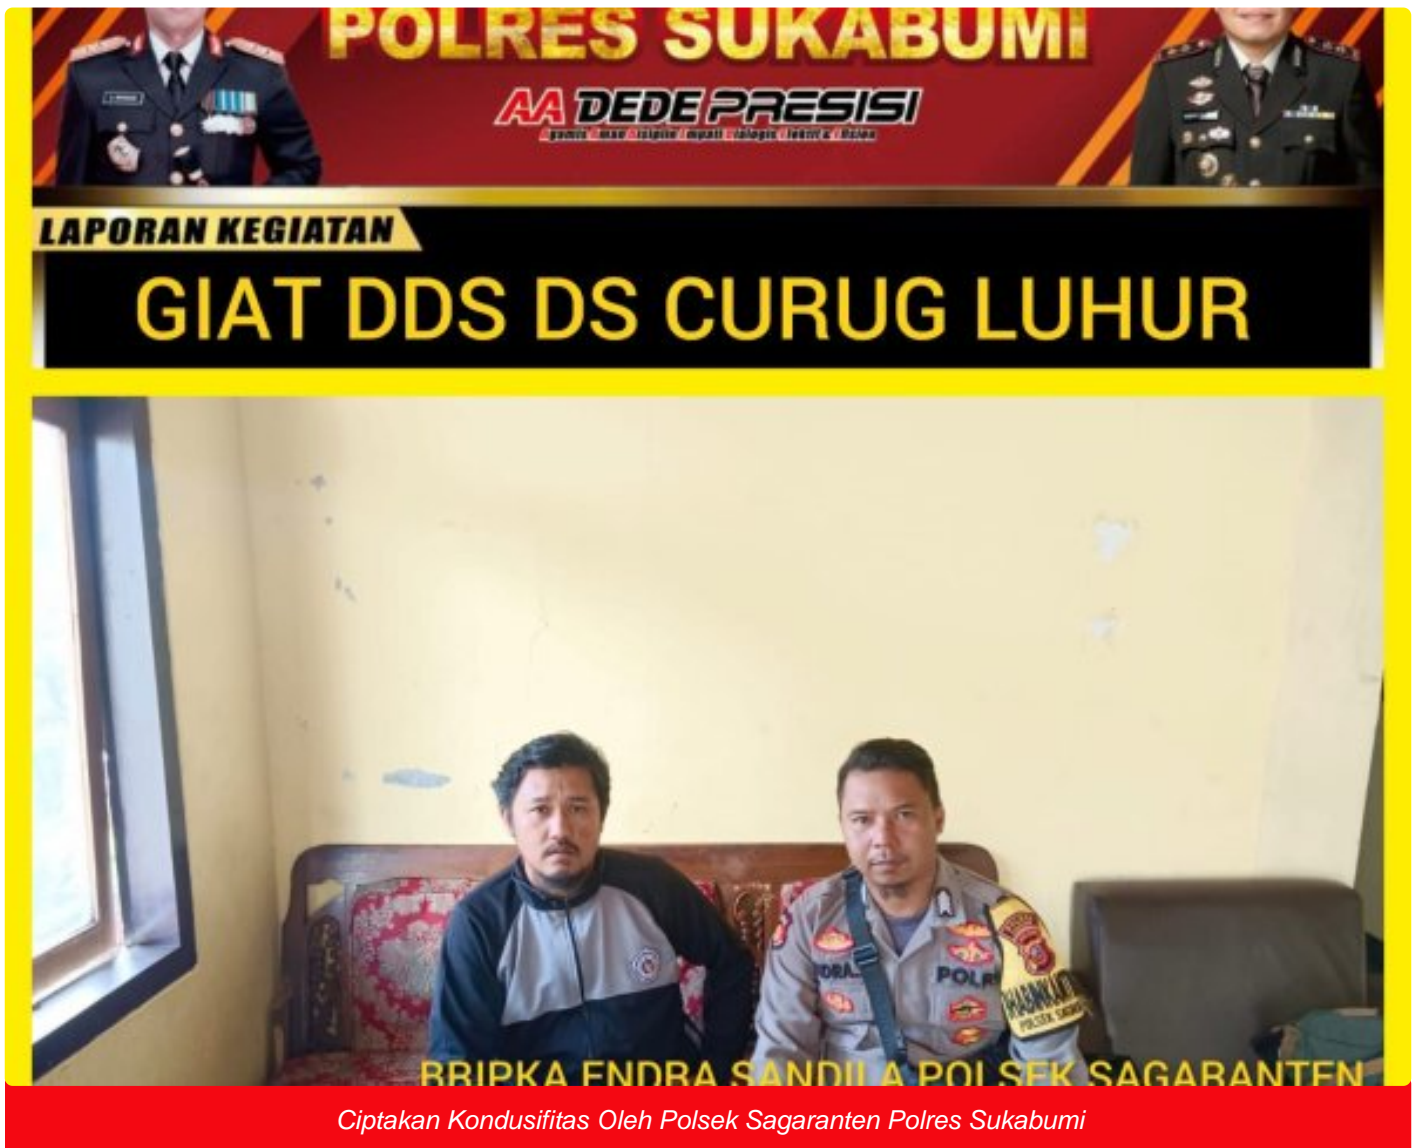 POLRES SUKABUMI
AA DEDE PRESISI
LAPORAN KEGIATAN
GIAT DDS DS CURUG LUHUR
POLRI
POLSEK
BRIPKA ENDRA SANDILA POLSEK SAGARANTEN
Ciptakan Kondusifitas Oleh Polsek Sagaranten Polres Sukabumi